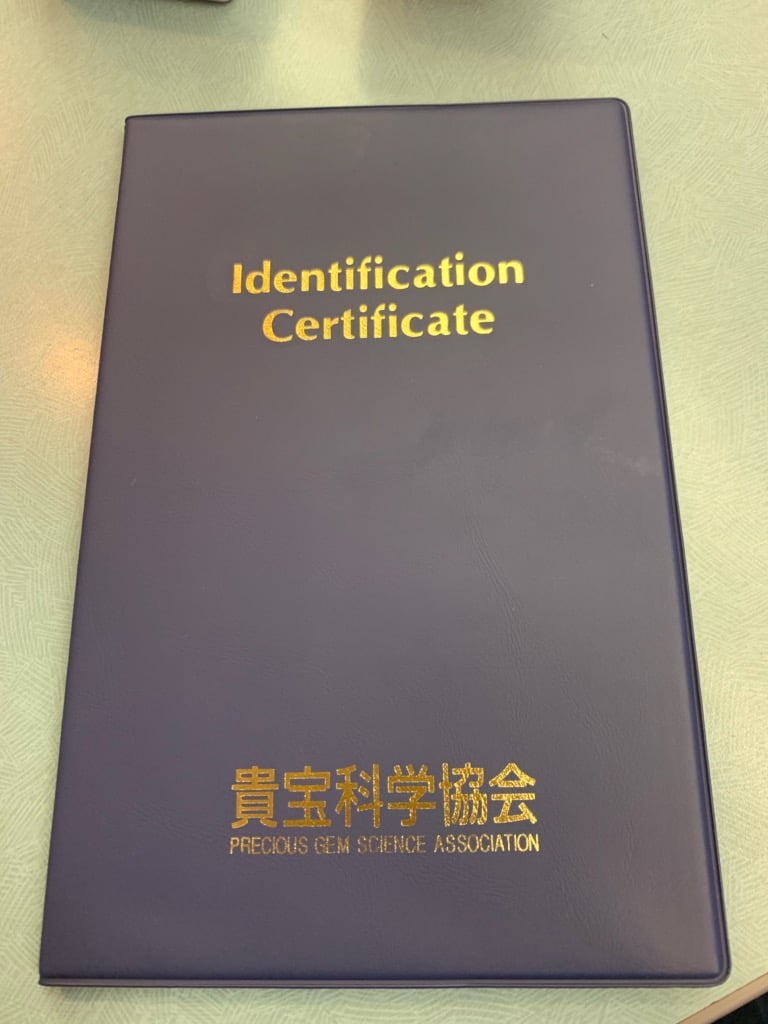 Identification
Certificate
貴宝科学協会
PRECIOUS GEM SCIENCE ASSOCIATION